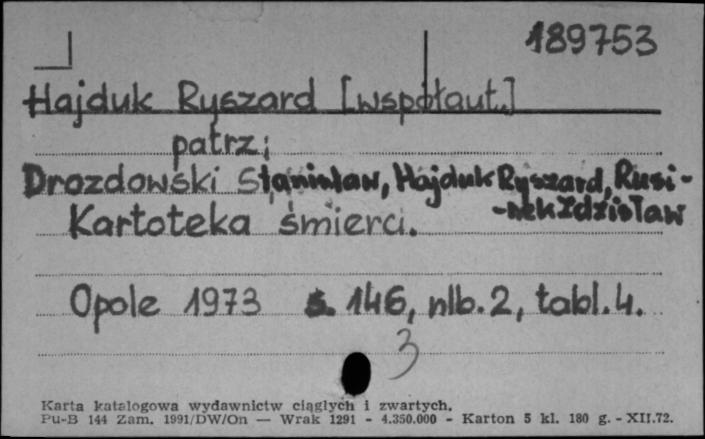 189753
Hajduk Ryszard [współaut.]
patrz:
Drozdowski Stanisław, Hajduk Ryszard, Rusi-
-nek Zdzisław
Kartoteka śmierci.
Opole 1973 s. 146, nlb. 2, tabl. 4.
3
Karta katalogowa wydawnictw ciągłych i zwartych.
Pu-B 144 Zam. 1991/DW/On — Wrak 1291 - 4.350.000 - Karton 5 kl. 180 g. - XII.72.